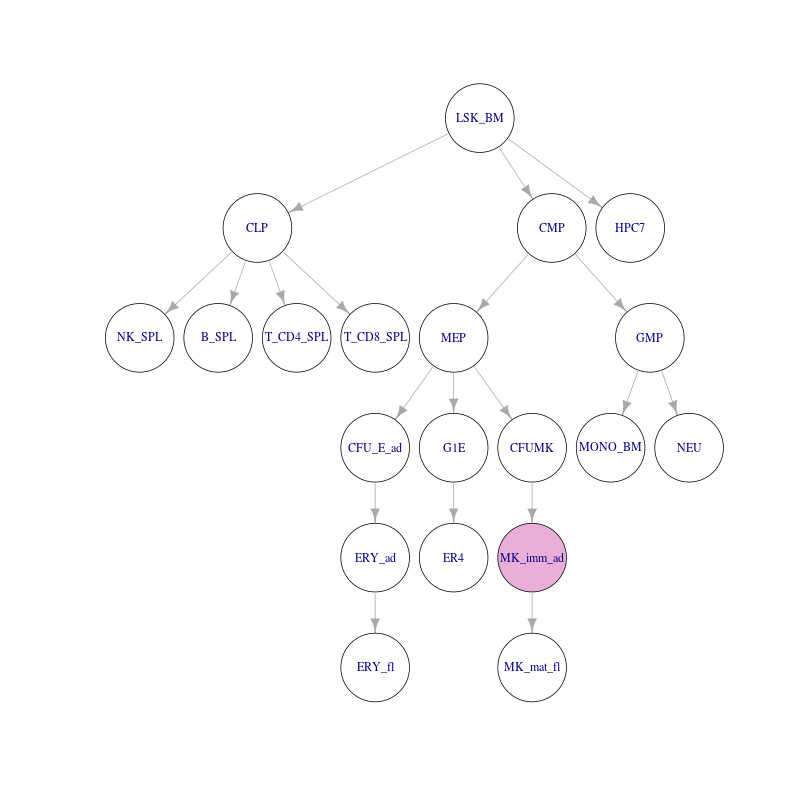 LSK_BM
CLP
CMP
HPC7
NK_SPL
B_SPL
T_CD4_SPL
T_CD8_SPL
MEP
GMP
CFU_E_ad
G1E
CFUMK
MONO_BM
NEU
ERY_ad
ER4
MK_imm_ad
ERY_fl
MK_mat_fl